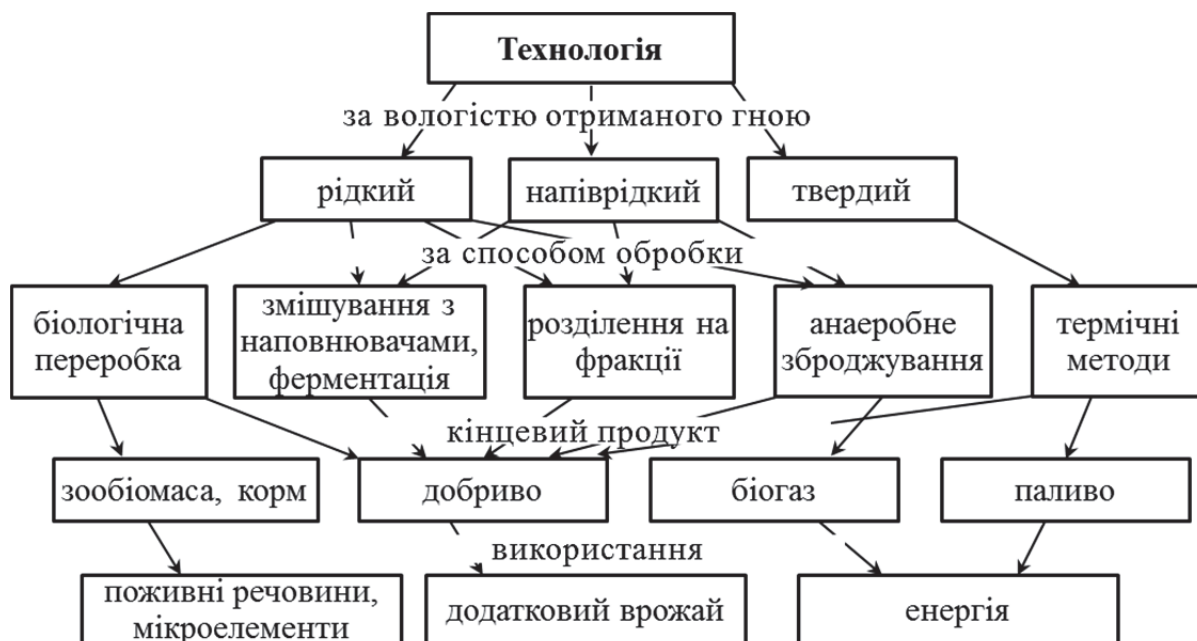 Технологія
за вологістю отриманого гною
рідкий
напіврідкий
твердий
за способом обробки
біологічна
переробка
змішування з
наповнювачами,
ферментація
розділення на
фракції
анаеробне
зброджування
термічні
методи
кінцевий продукт
зообіомаса, корм
добриво
біогаз
паливо
використання
поживні речовини,
мікроелементи
додатковий врожай
енергія